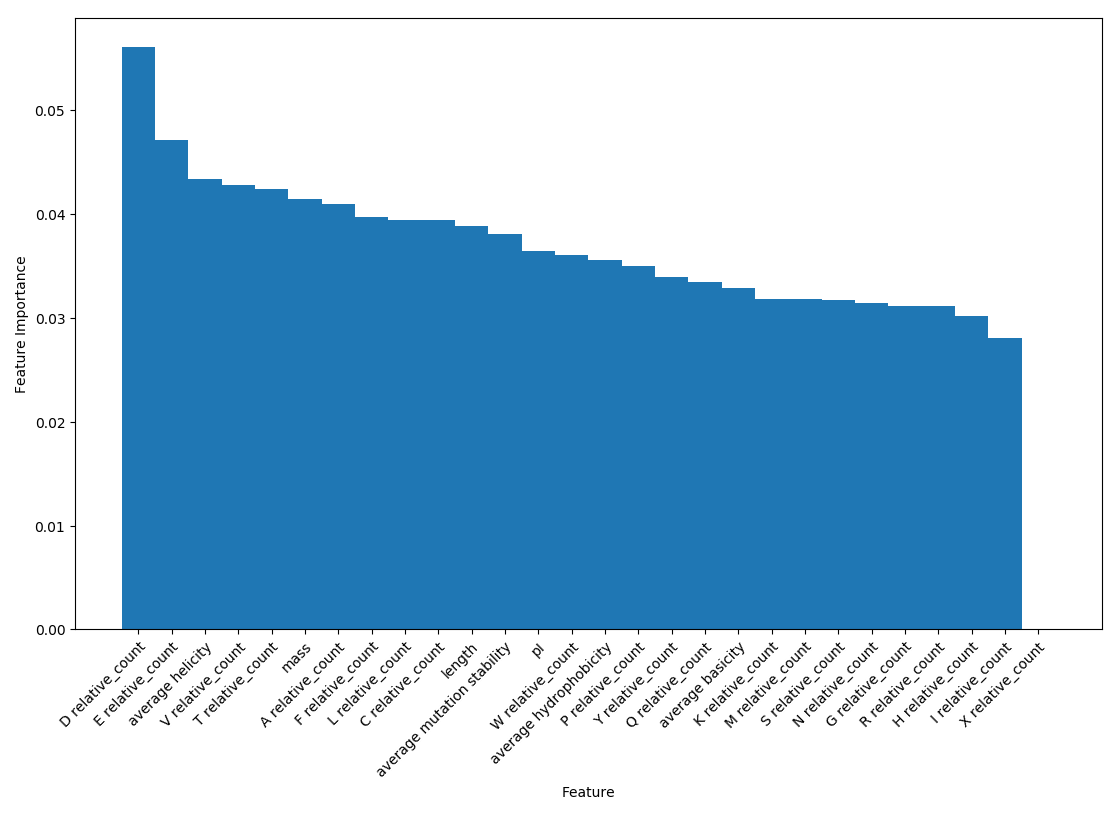 Feature Importance
0.05
0.04
0.03
0.02
0.01
0.00
D relative_count
E relative_count
average helicity
V relative_count
T relative_count
mass
A relative_count
F relative_count
L relative_count
C relative_count
length
average mutation stability
pI
W relative_count
average hydrophobicity
P relative_count
Y relative_count
Q relative_count
average basicity
K relative_count
M relative_count
S relative_count
N relative_count
G relative_count
R relative_count
H relative_count
I relative_count
X relative_count
Feature